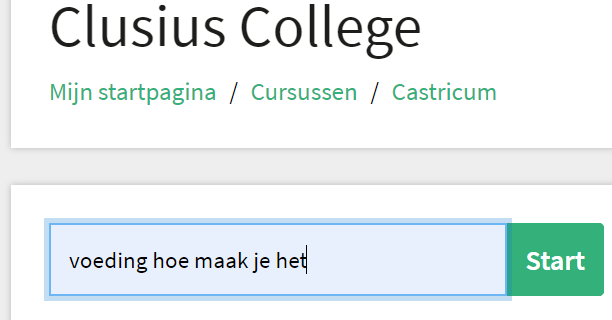 Clusius College
Mijn startpagina / Cursussen / Castricum
voeding hoe maak je het Start